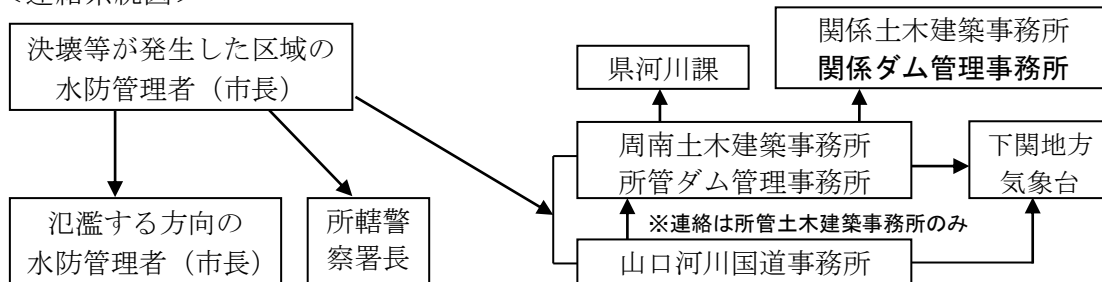 ＜連絡系統図＞
決壊等が発生した区域の
水防管理者（市長）
県河川課
関係土木建築事務所
関係ダム管理事務所
周南土木建築事務所
所管ダム管理事務所
下関地方
気象台
氾濫する方向の
水防管理者（市長）
所轄警
察署長
※連絡は所管土木建築事務所のみ
山口河川国道事務所